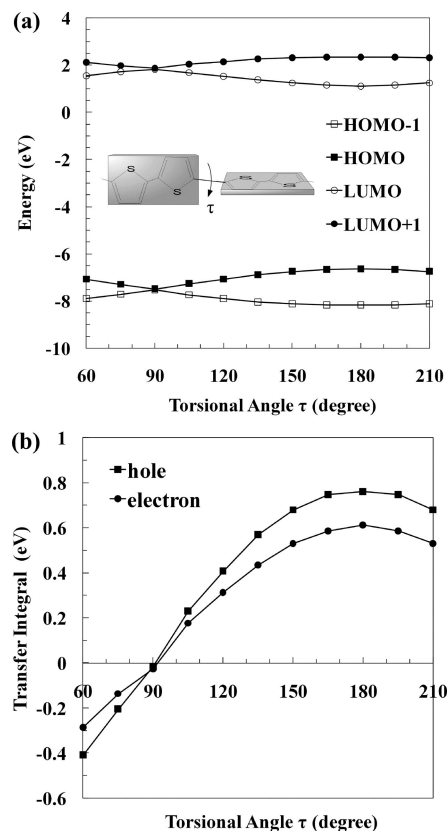 (a)
4
2
0
-2
-4
-6
-8
-10
Energy (eV)
HOMO-1
HOMO
LUMO
LUMO+1
S
S
S
S
τ
60 90 120 150 180 210
Torsional Angle τ (degree)
(b)
1
0.8
0.6
0.4
0.2
0
-0.2
-0.4
-0.6
Transfer Integral (eV)
hole
electron
60 90 120 150 180 210
Torsional Angle τ (degree)